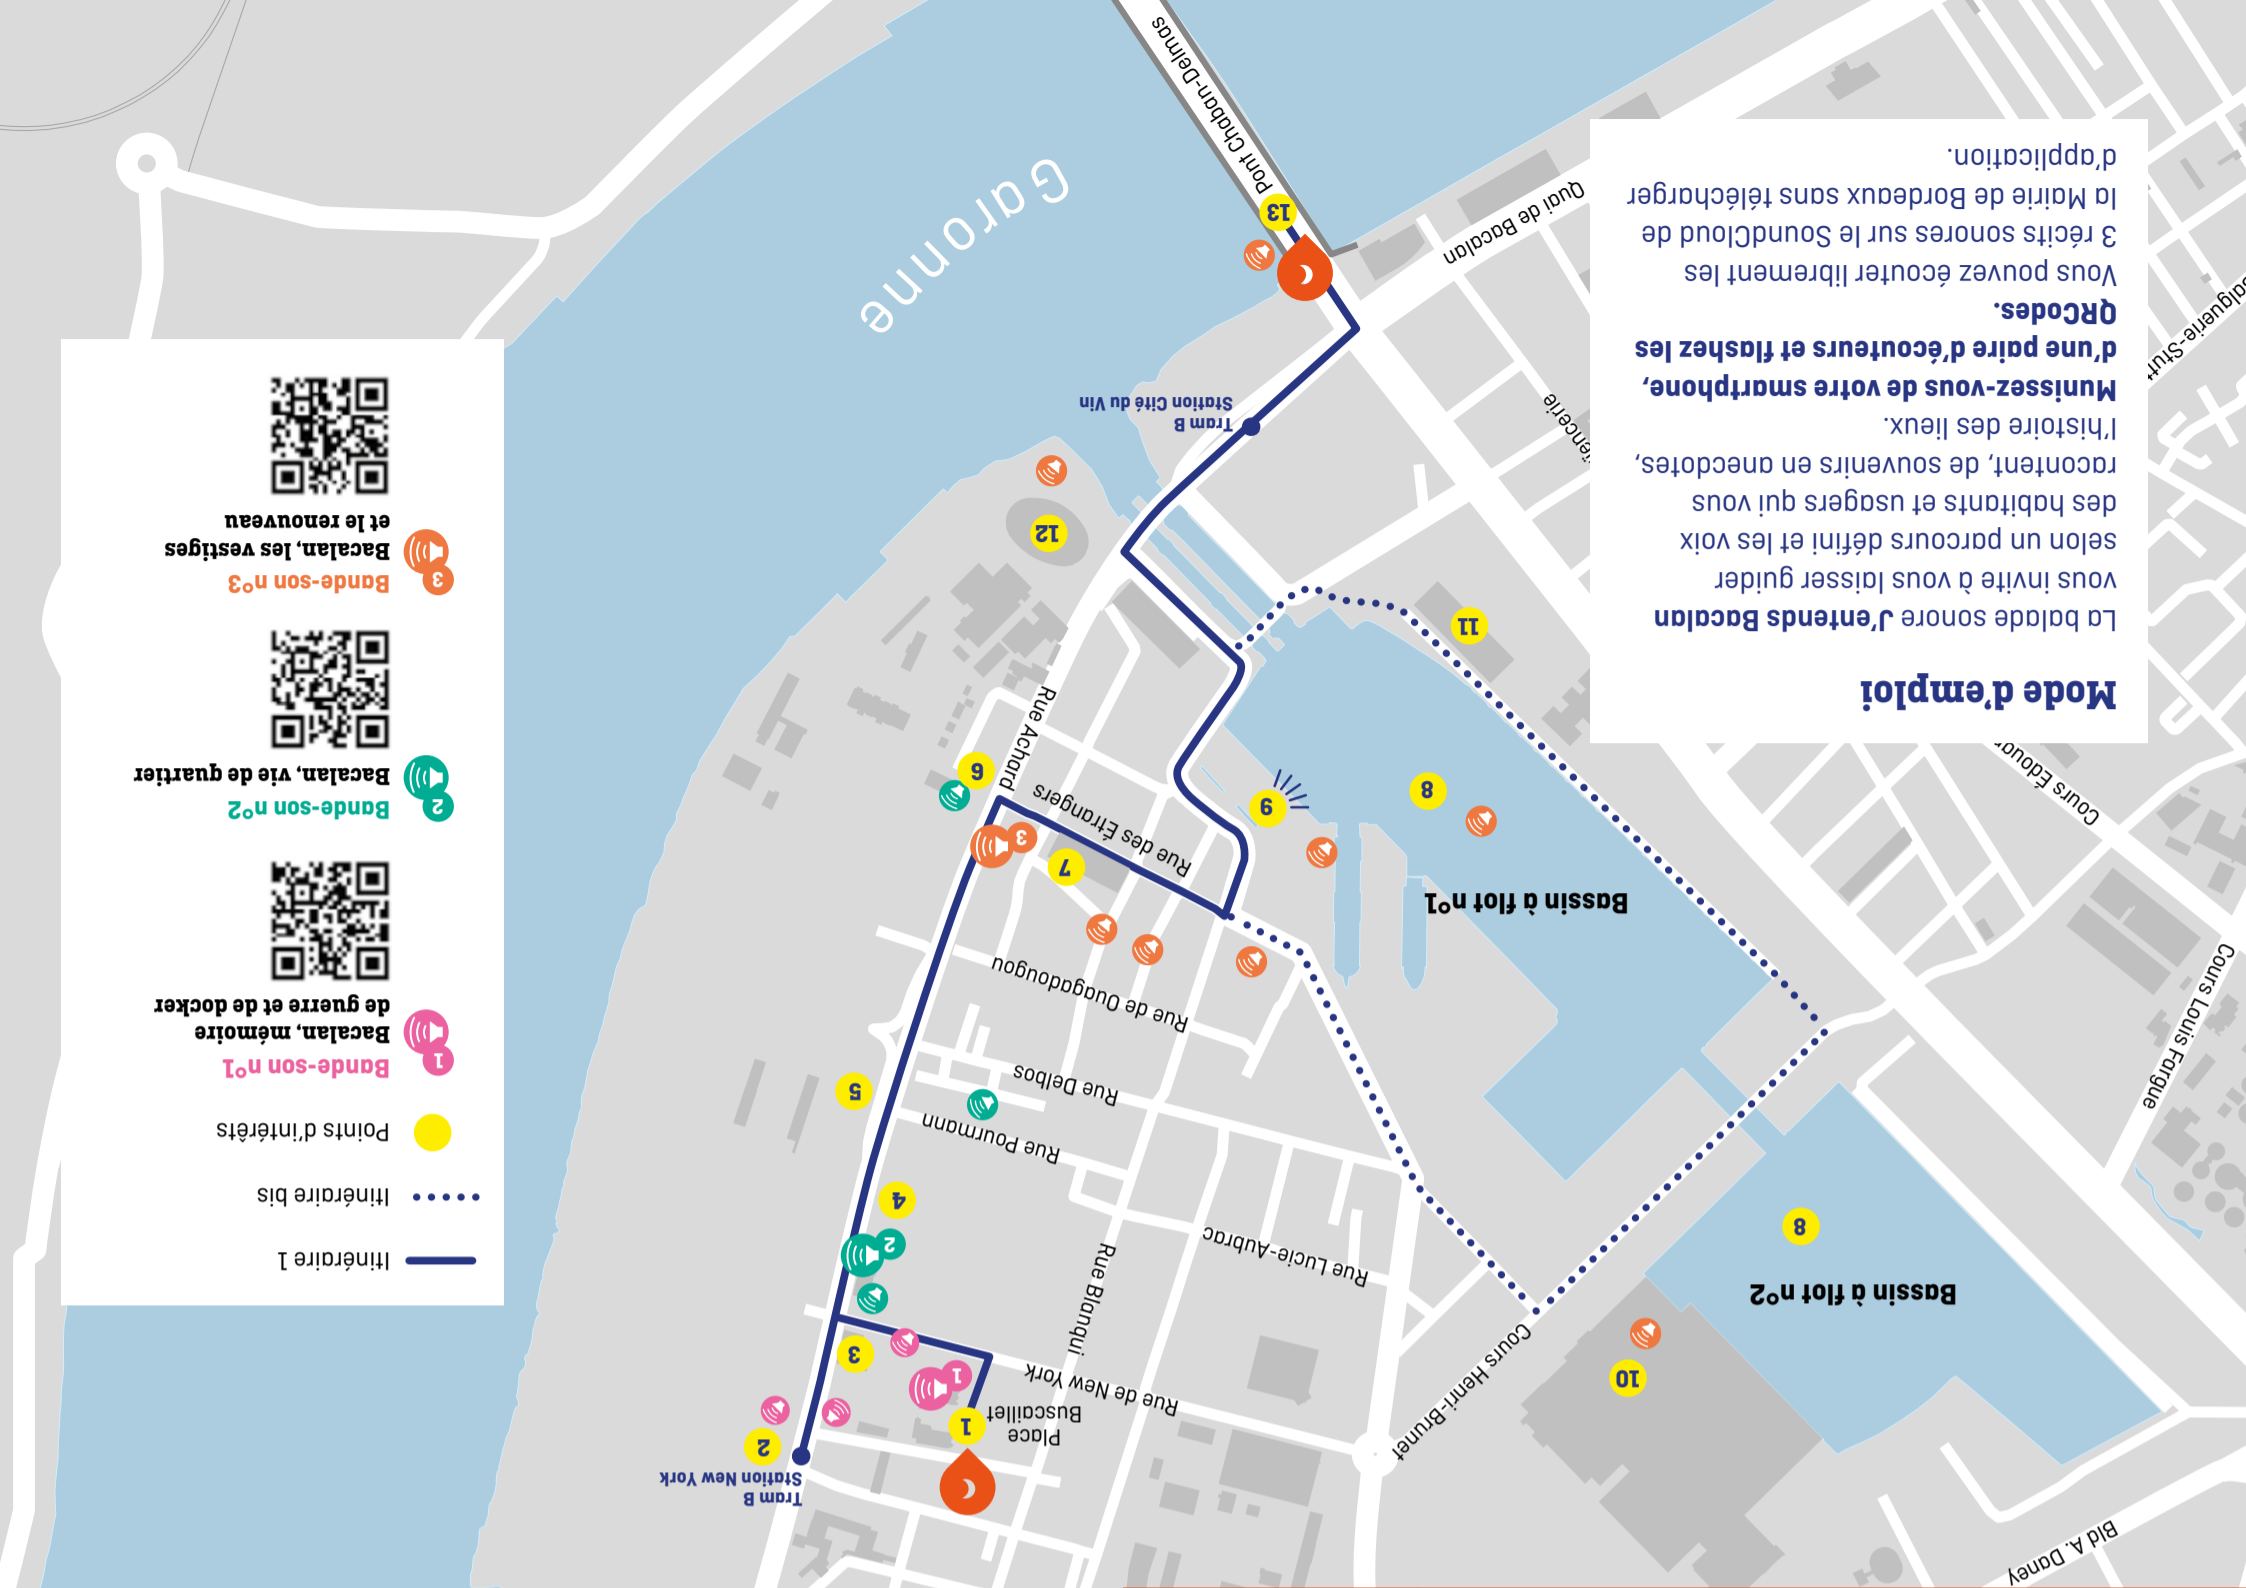 Mode d'emploi
La balade sonore J'entends Bacalan
vous invite à vous laisser guider
selon un parcours défini et les voix
des habitants et usagers qui vous
racontent, de souvenirs en anecdotes,
l'histoire des lieux.
Munissez-vous de votre smartphone,
d'une paire d'écouteurs et flashez les
QRCodes.
Vous pouvez écouter librement les
3 récits sonores sur le SoundCloud de
la Mairie de Bordeaux sans télécharger
d'application.
Itinéraire 1
Itinéraire bis
Points d'intérêts
1
Bande-son n°1
Bacalan, mémoire
de guerre et de docker
2
Bande-son n°2
Bacalan, vie de quartier
3
Bande-son n°3
Bacalan, les vestiges
et le renouveau
Bld A. Daney
Tram B
Station New York
2
Place
Buscaillet
1
1
Rue de New York
3
Cours Henri-Brunet
10
Bassin à flot n°2
8
Rue Blanqui
Rue Lucie-Aubrac
2
4
Rue Pourmann
Rue Delbos
5
Cours Louis Fargue
Rue de Ouagadougou
Bassin à flot n°1
8
7
3
Rue des Étrangers
9
6
Rue Achard
Cours Édoua
11
12
Tram B
Station Cité du Vin
Garonne
Quai de Bacalan
13
Pont Chaban-Delmas